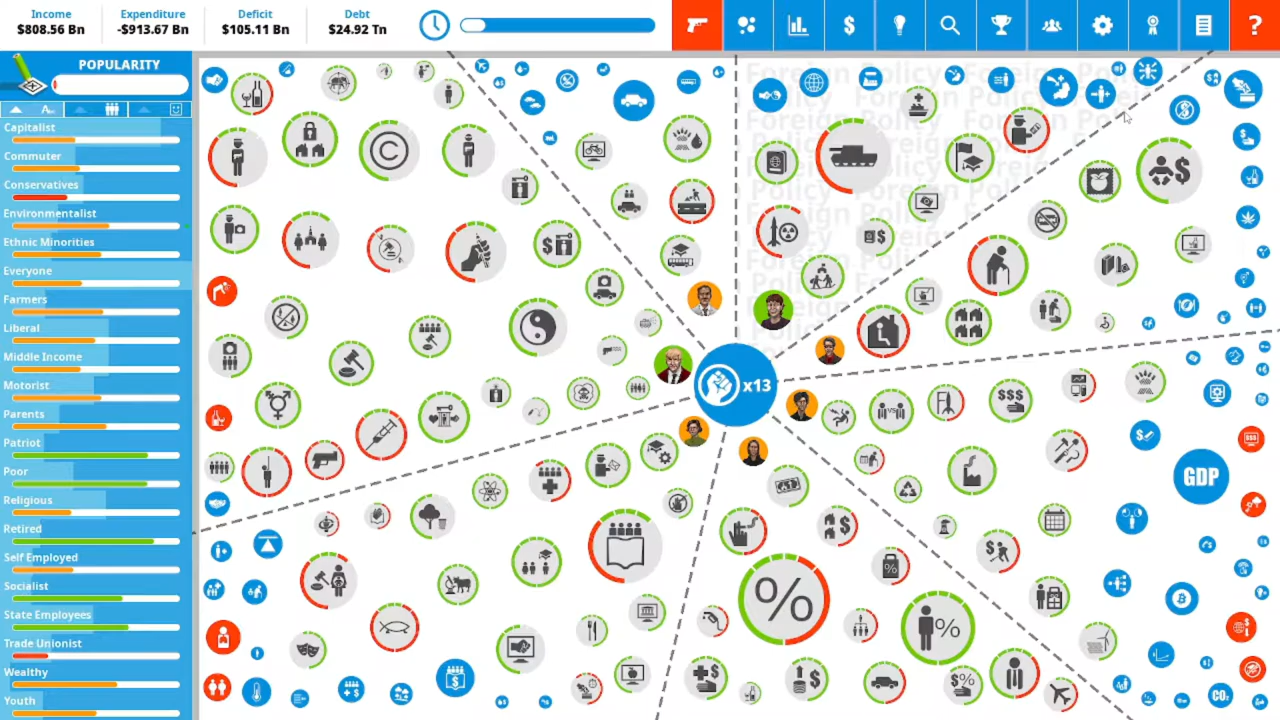 Income
$808.56 Bn
Expenditure
-$913.67 Bn
Deficit
$105.11 Bn
Debt
$24.92 Tn
?
POPULARITY
Capitalist
Commuter
Conservatives
Environmentalist
Ethnic Minorities
Everyone
Farmers
Liberal
Middle Income
Motorist
Parents
Patriot
Poor
Religious
Retired
Self Employed
Socialist
State Employees
Trade Unionist
Wealthy
Youth
Foreign Policy
x13
GDP
CO₂